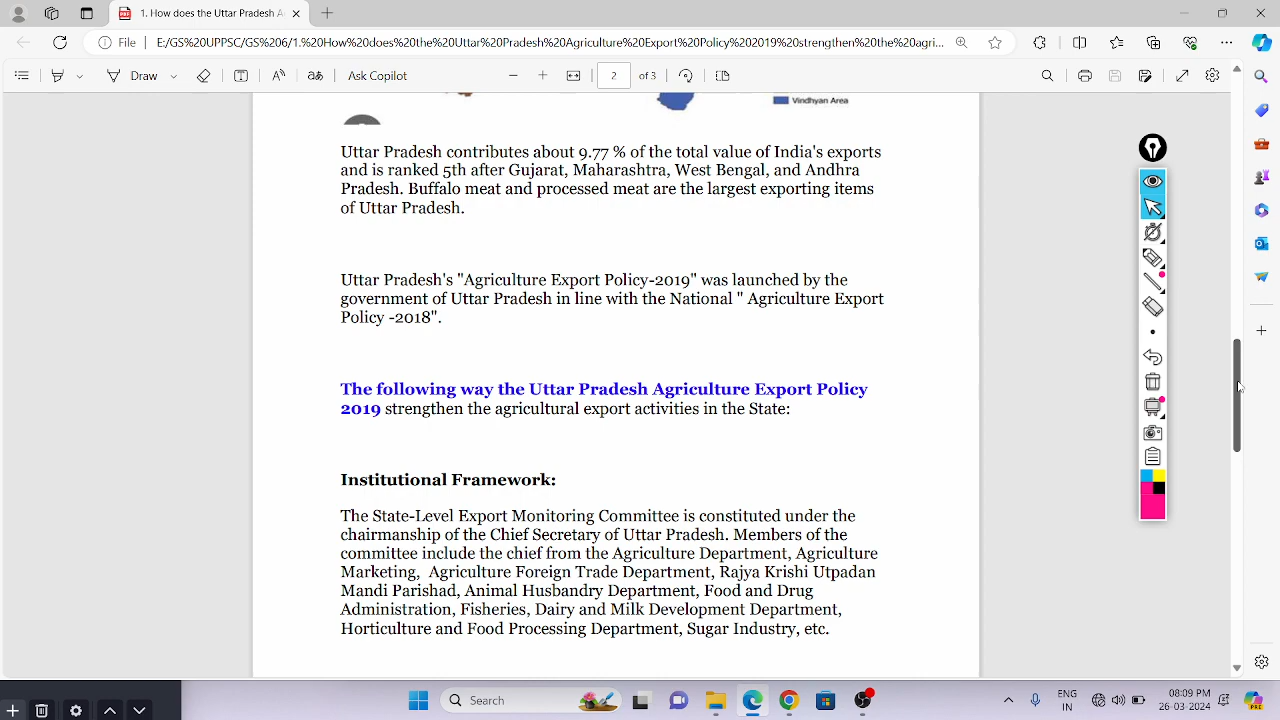 1. How does the Uttar Pradesh A
File
E:/GS%20UPPSC/GS%206/1.%20How%20does%20the%20Uttar%20Pradesh%20Agriculture%20Export%20Policy%202019%20strengthen%20the%20agri...
Draw
Ask Copilot
2
of 3
Vindhyan Area
Uttar Pradesh contributes about 9.77 % of the total value of India's exports
and is ranked 5th after Gujarat, Maharashtra, West Bengal, and Andhra
Pradesh. Buffalo meat and processed meat are the largest exporting items
of Uttar Pradesh.
Uttar Pradesh's "Agriculture Export Policy-2019" was launched by the
government of Uttar Pradesh in line with the National " Agriculture Export
Policy -2018".
The following way the Uttar Pradesh Agriculture Export Policy
2019 strengthen the agricultural export activities in the State:
Institutional Framework:
The State-Level Export Monitoring Committee is constituted under the
chairmanship of the Chief Secretary of Uttar Pradesh. Members of the
committee include the chief from the Agriculture Department, Agriculture
Marketing,  Agriculture Foreign Trade Department, Rajya Krishi Utpadan
Mandi Parishad, Animal Husbandry Department, Food and Drug
Administration, Fisheries, Dairy and Milk Development Department,
Horticulture and Food Processing Department, Sugar Industry, etc.
Search
ENG
IN
08:39 PM
26-03-2024